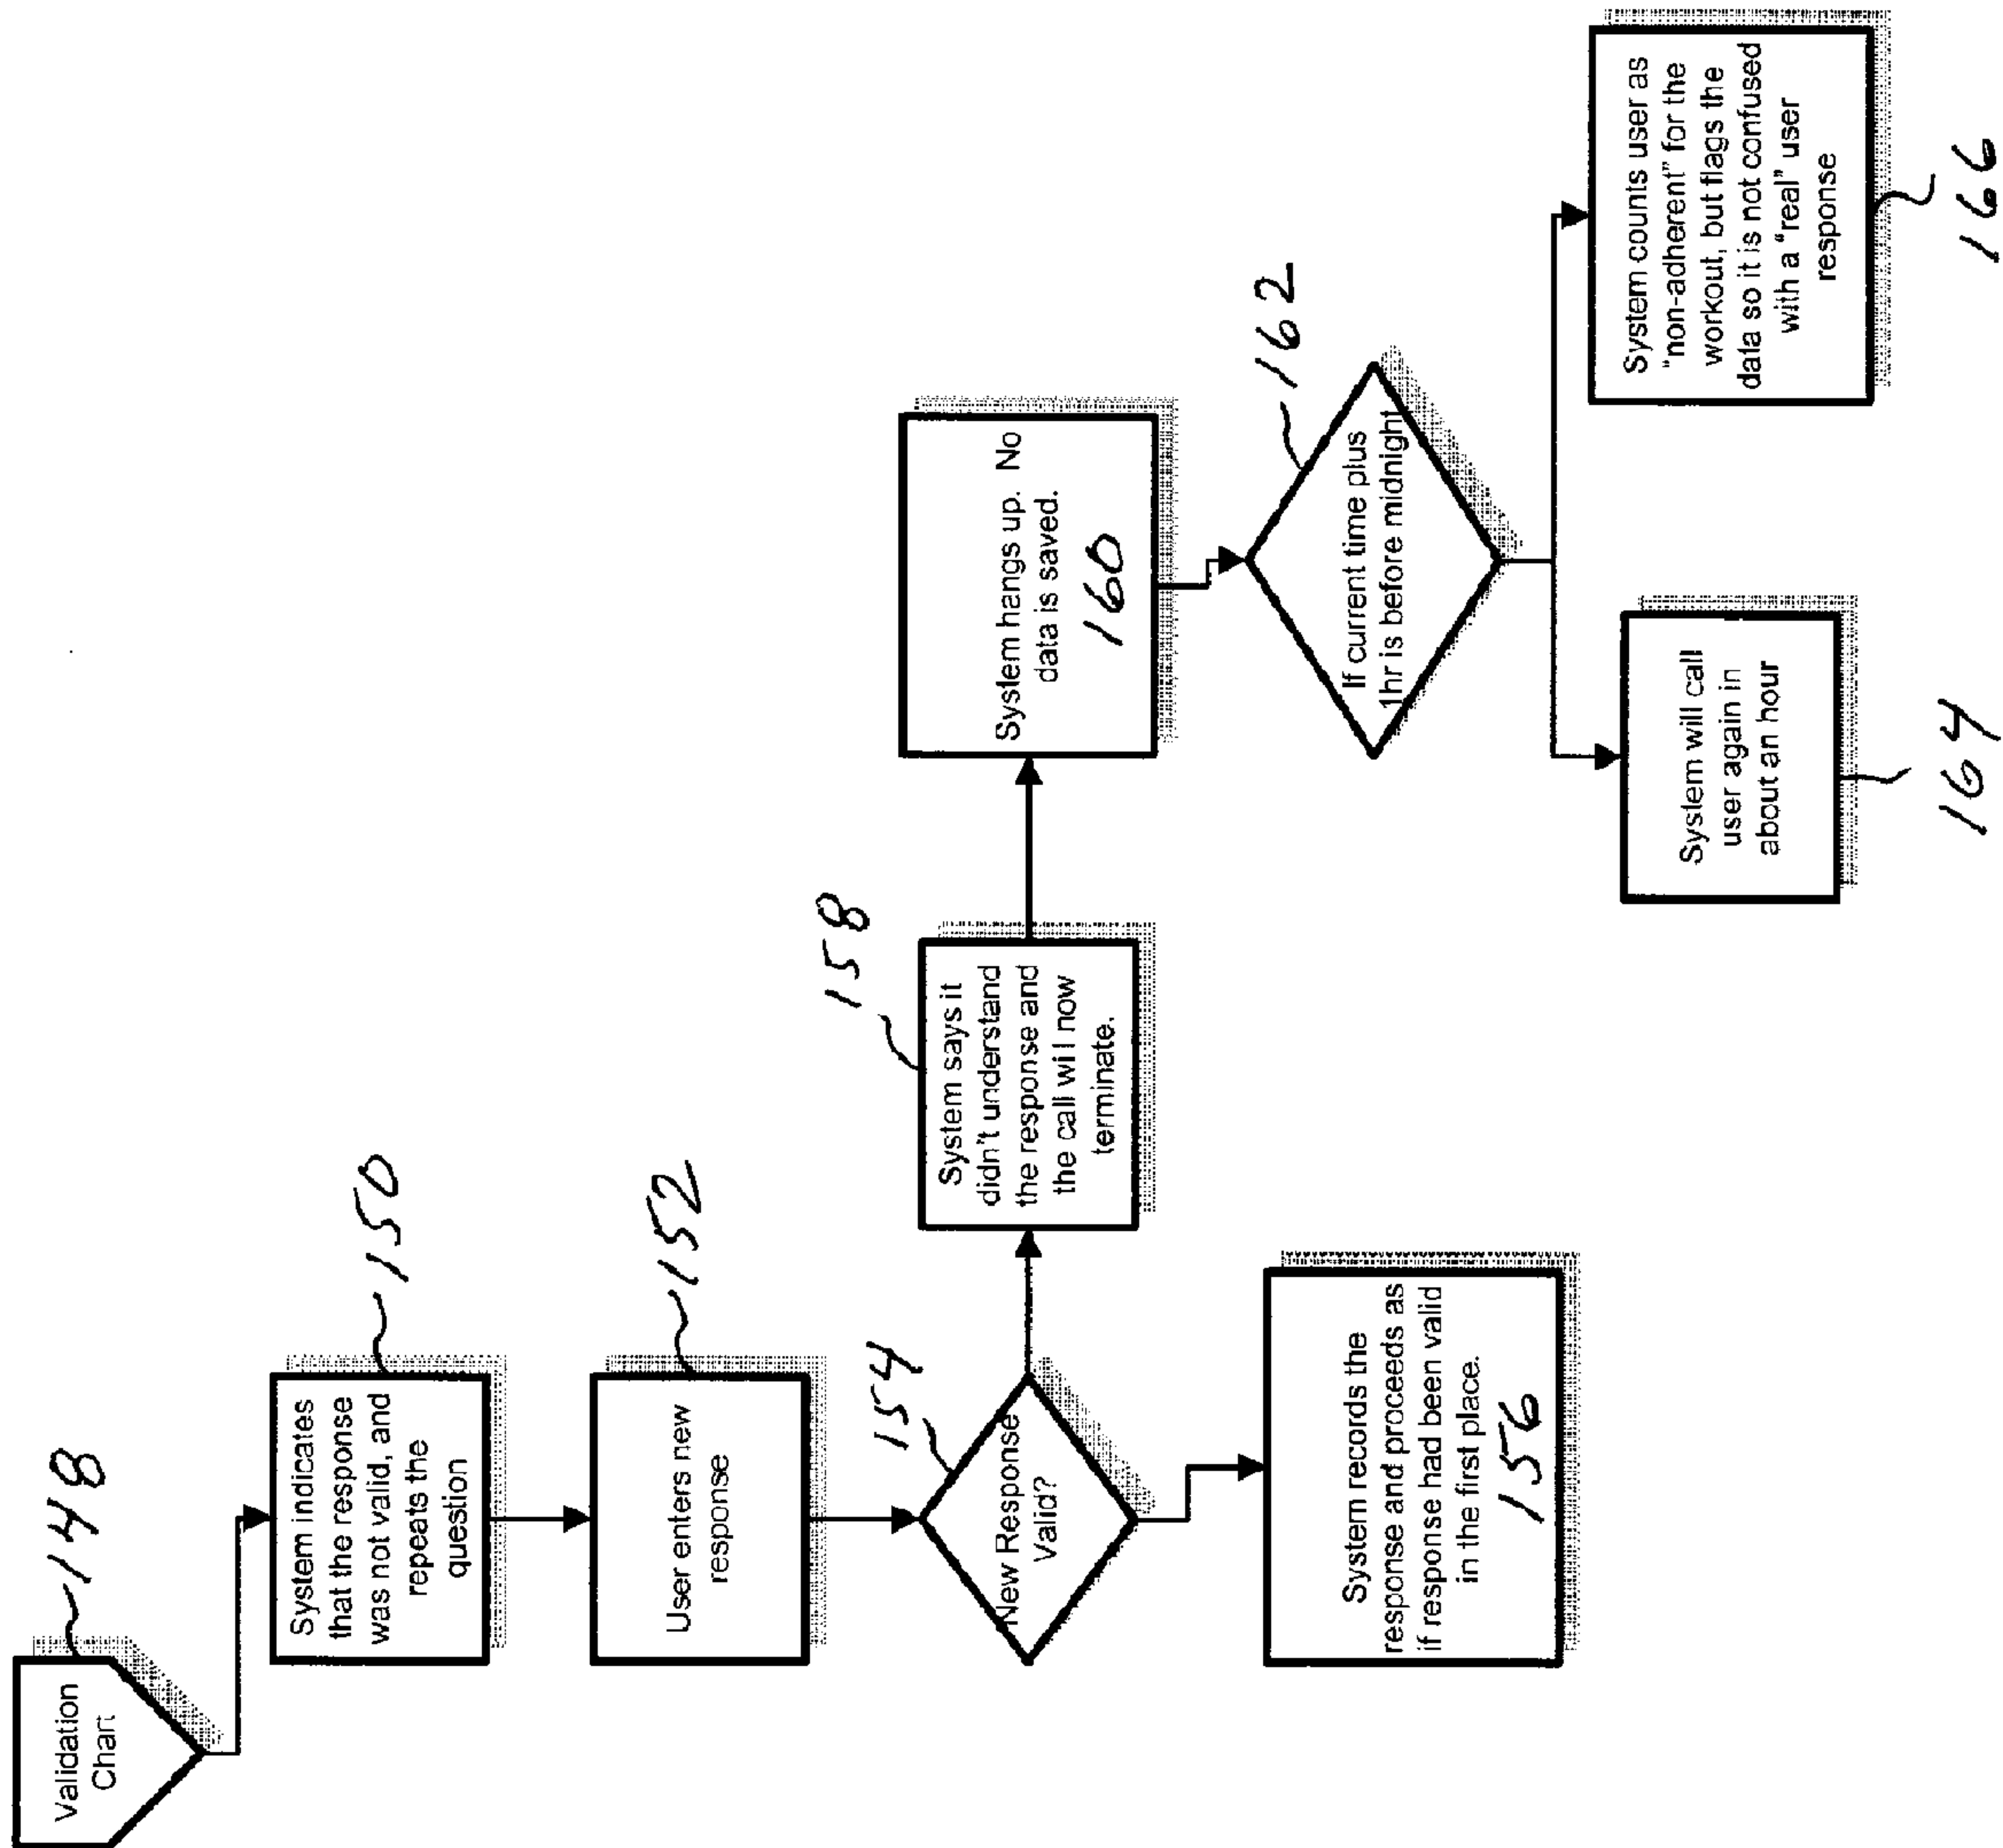 Validation
Chart
148
System indicates
that the response
was not valid, and
repeats the
question
150
User enters new
response
152
New Response
Valid?
154
System records the
response and proceeds as
if response had been valid
in the first place.
156
System says it
didn't understand
the response and
the call will now
terminate.
158
System hangs up. No
data is saved.
160
If current time plus
1hr is before midnight
162
System will call
user again in
about an hour
164
System counts user as
"non-adherent" for the
workout, but flags the
data so it is not confused
with a "real" user
response
166